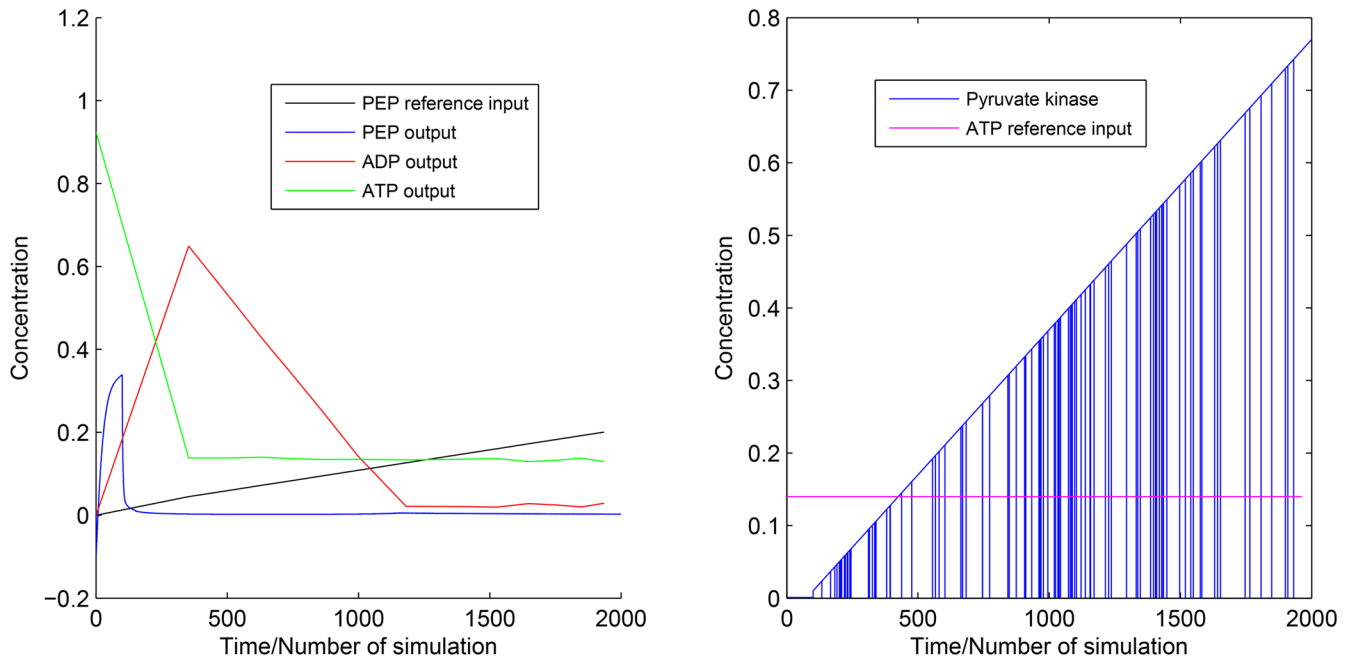 1.2
1
0.8
0.6
0.4
0.2
0
−0.2
Concentration
PEP reference input
PEP output
ADP output
ATP output
0 500 1000 1500 2000
Time/Number of simulation
0.8
0.7
0.6
0.5
0.4
0.3
0.2
0.1
0
Concentration
Pyruvate kinase
ATP reference input
0 500 1000 1500 2000
Time/Number of simulation